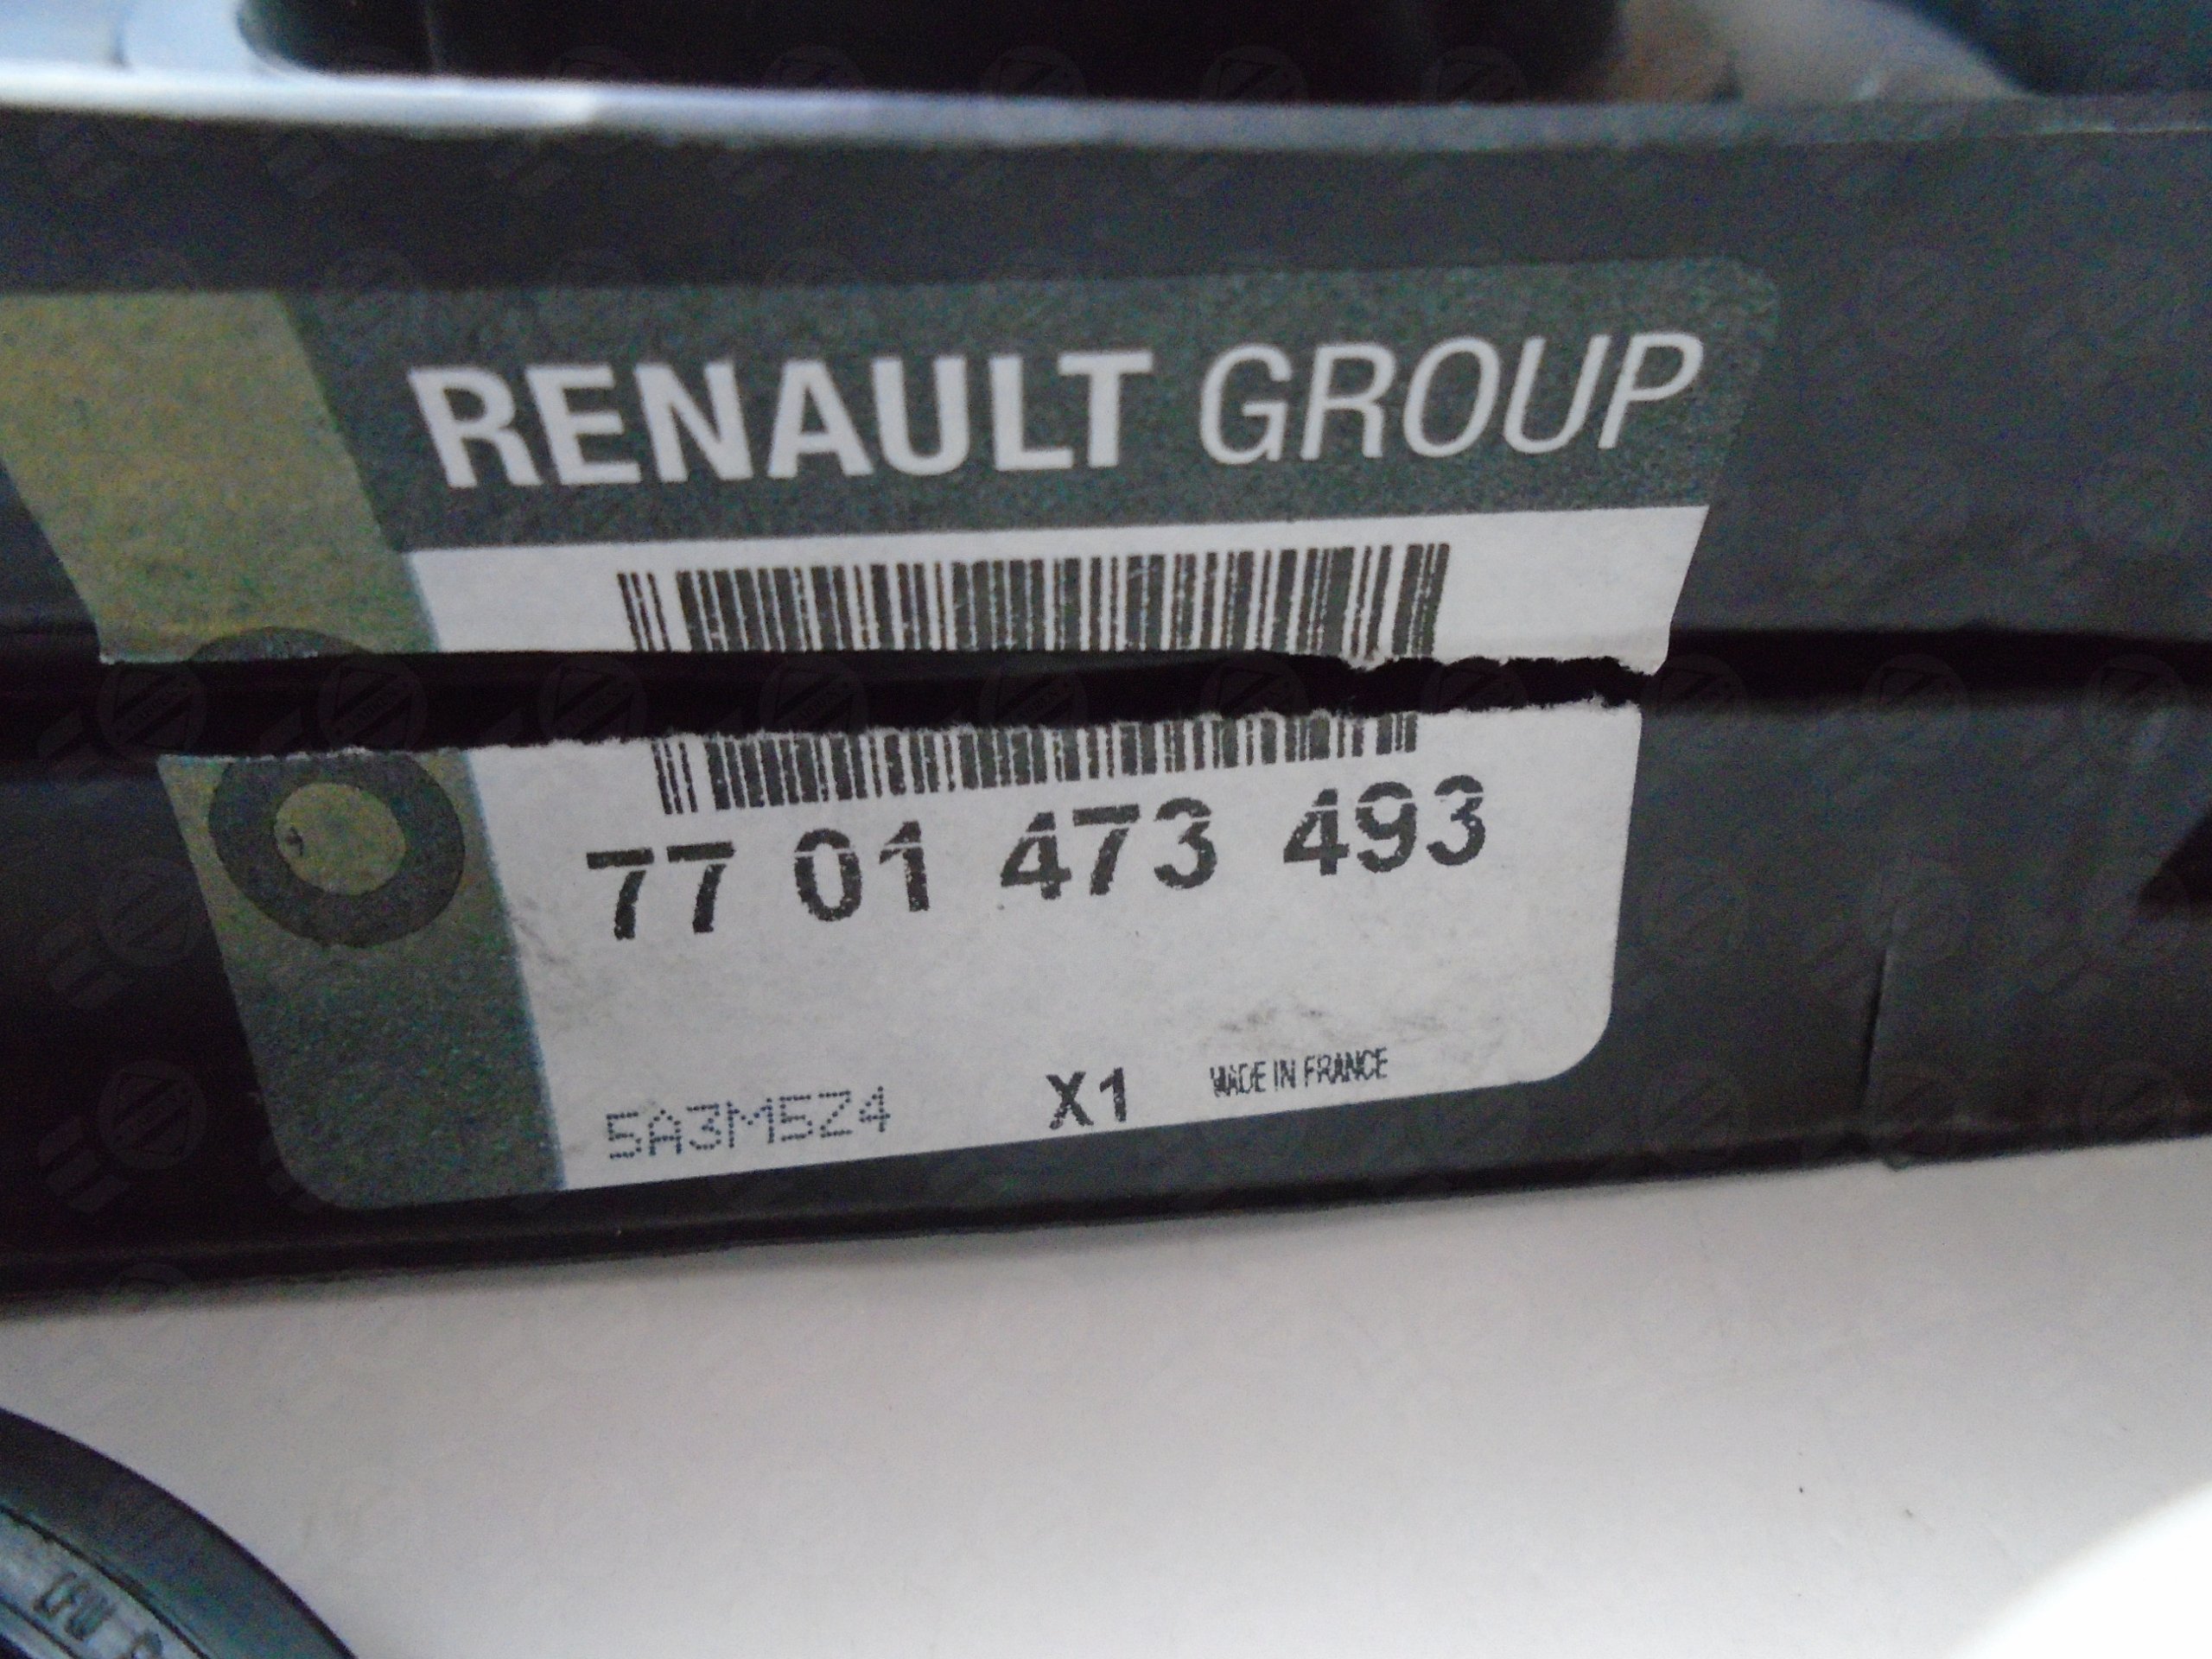 RENAULT GROUP
77 01 473 493
5A3M5Z4 X1 MADE IN FRANCE